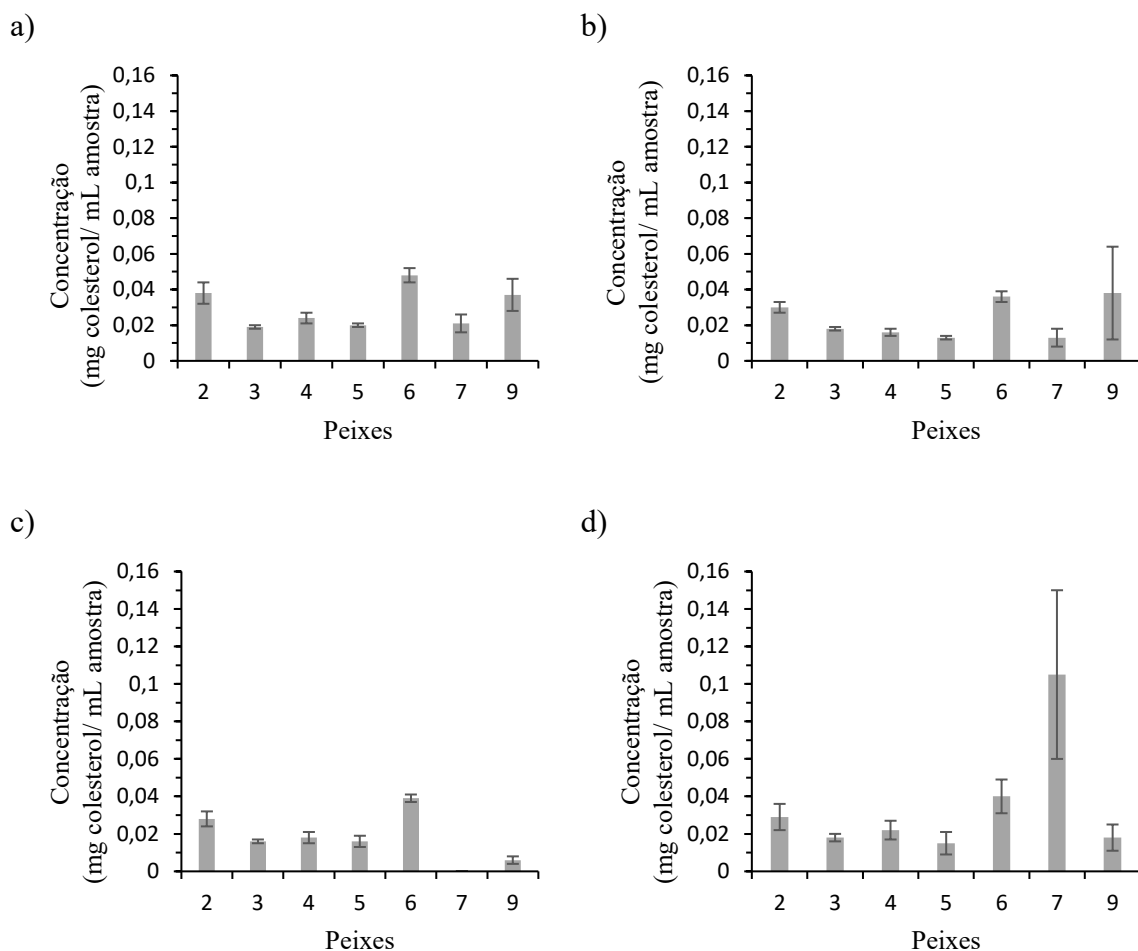 a)
0,16
0,14
0,12
0,1
0,08
0,06
0,04
0,02
0
Concentração
(mg colesterol/ mL amostra)
2 3 4 5 6 7 9
Peixes
b)
0,16
0,14
0,12
0,1
0,08
0,06
0,04
0,02
0
Concentração
(mg colesterol/ mL amostra)
2 3 4 5 6 7 9
Peixes
c)
0,16
0,14
0,12
0,1
0,08
0,06
0,04
0,02
0
Concentração
(mg colesterol/ mL amostra)
2 3 4 5 6 7 9
Peixes
d)
0,16
0,14
0,12
0,1
0,08
0,06
0,04
0,02
0
Concentração
(mg colesterol/ mL amostra)
2 3 4 5 6 7 9
Peixes